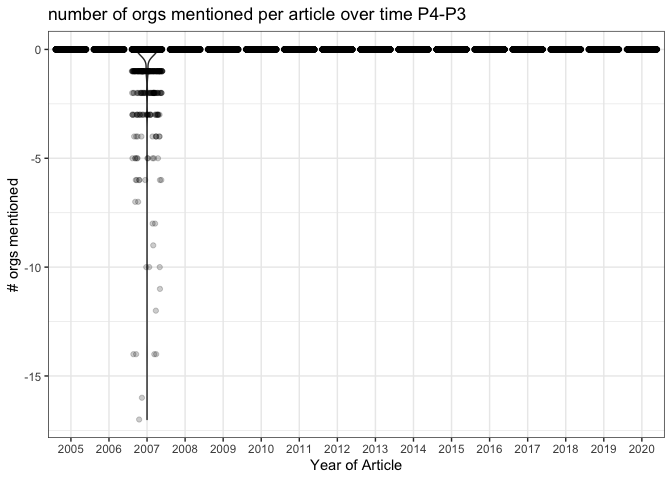 number of orgs mentioned per article over time P4-P3
0
-5
-10
-15
# orgs mentioned
2005 2006 2007 2008 2009 2010 2011 2012 2013 2014 2015 2016 2017 2018 2019 2020
Year of Article